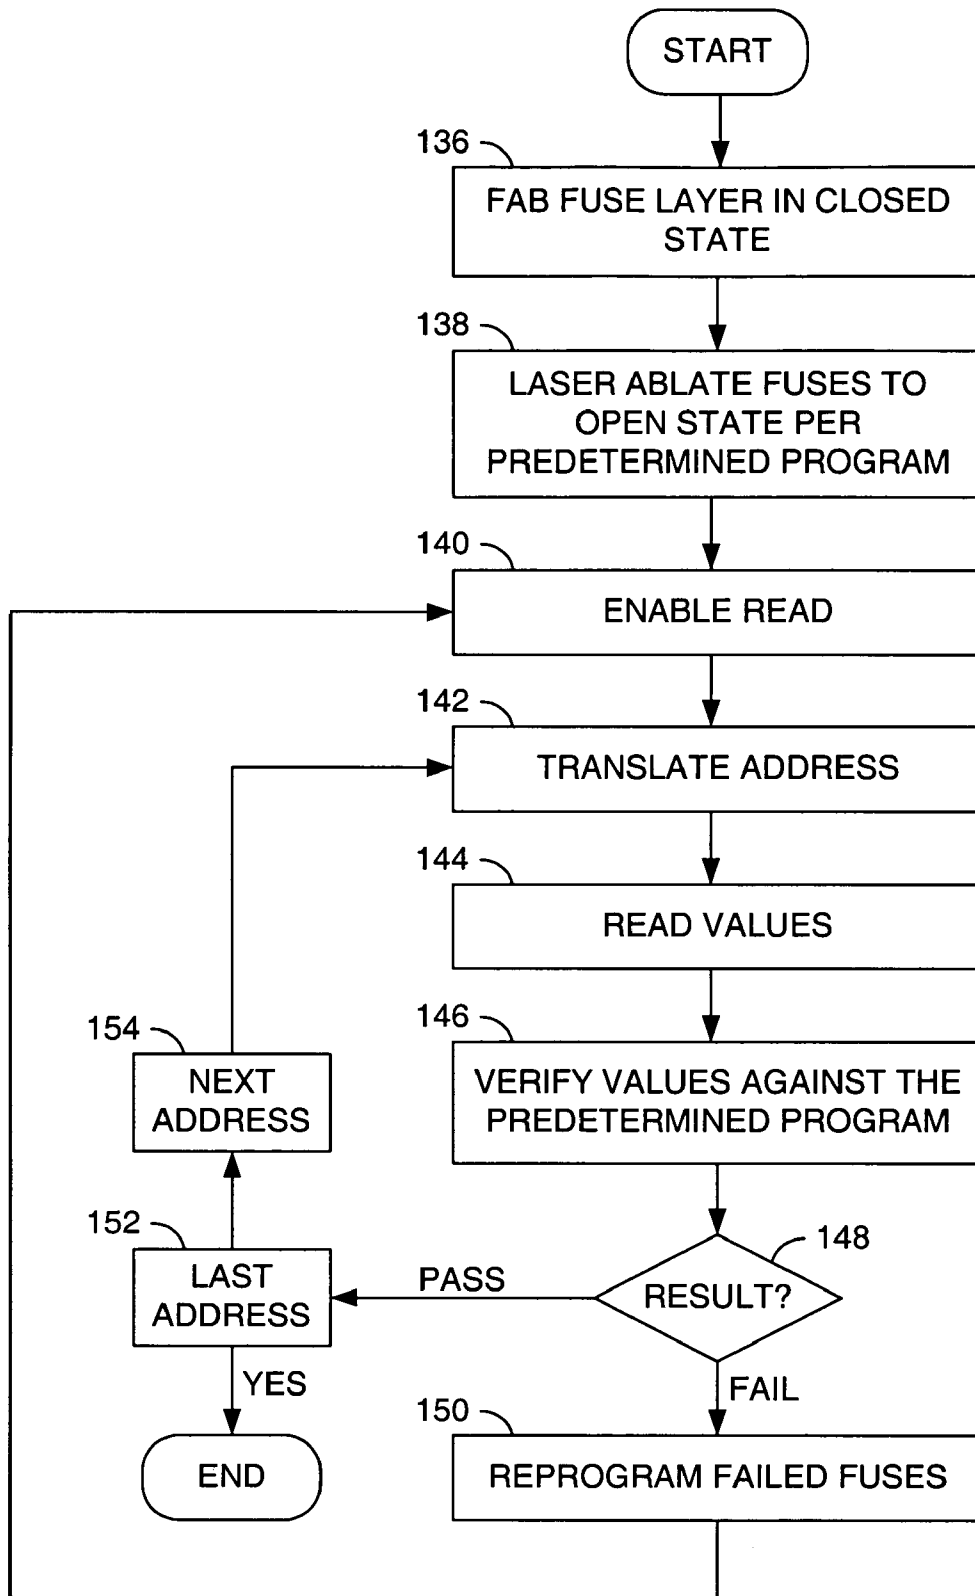 START
136
FAB FUSE LAYER IN CLOSED
STATE
138
LASER ABLATE FUSES TO
OPEN STATE PER
PREDETERMINED PROGRAM
140
ENABLE READ
142
TRANSLATE ADDRESS
144
READ VALUES
146
VERIFY VALUES AGAINST THE
PREDETERMINED PROGRAM
154
NEXT
ADDRESS
152
LAST
ADDRESS
PASS
148
RESULT?
YES
FAIL
END
150
REPROGRAM FAILED FUSES